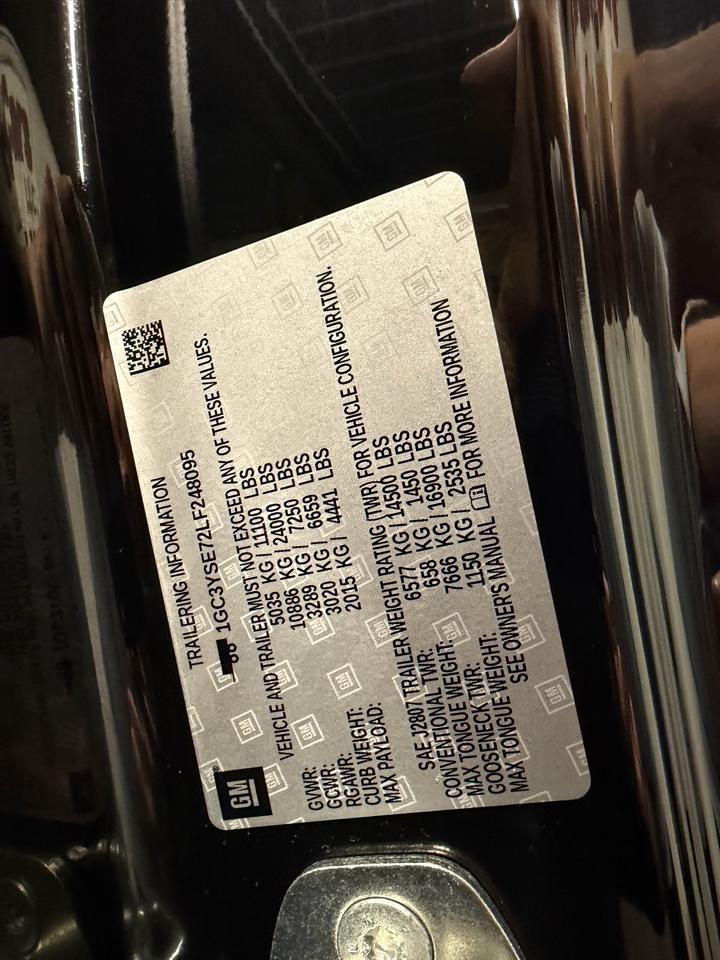 TRAILERING INFORMATION
1GC3YSE72LF248095
VEHICLE AND TRAILER MUST NOT EXCEED ANY OF THESE VALUES.
GVWR: 5035 KG / 11100 LBS
GCWR: 10886 KG / 24000 LBS
RGAWR: 3289 KG / 7250 LBS
CURB WEIGHT: 3020 KG / 6659 LBS
MAX PAYLOAD: 2015 KG / 4441 LBS
SAE J2807 TRAILER WEIGHT RATING (TWR) FOR VEHICLE CONFIGURATION.
CONVENTIONAL TWR: 6577 KG / 14500 LBS
MAX TONGUE WEIGHT: 658 KG / 1450 LBS
GOOSENECK TWR: 7666 KG / 16900 LBS
MAX TONGUE WEIGHT: 1150 KG / 2535 LBS
SEE OWNER'S MANUAL FOR MORE INFORMATION
GM